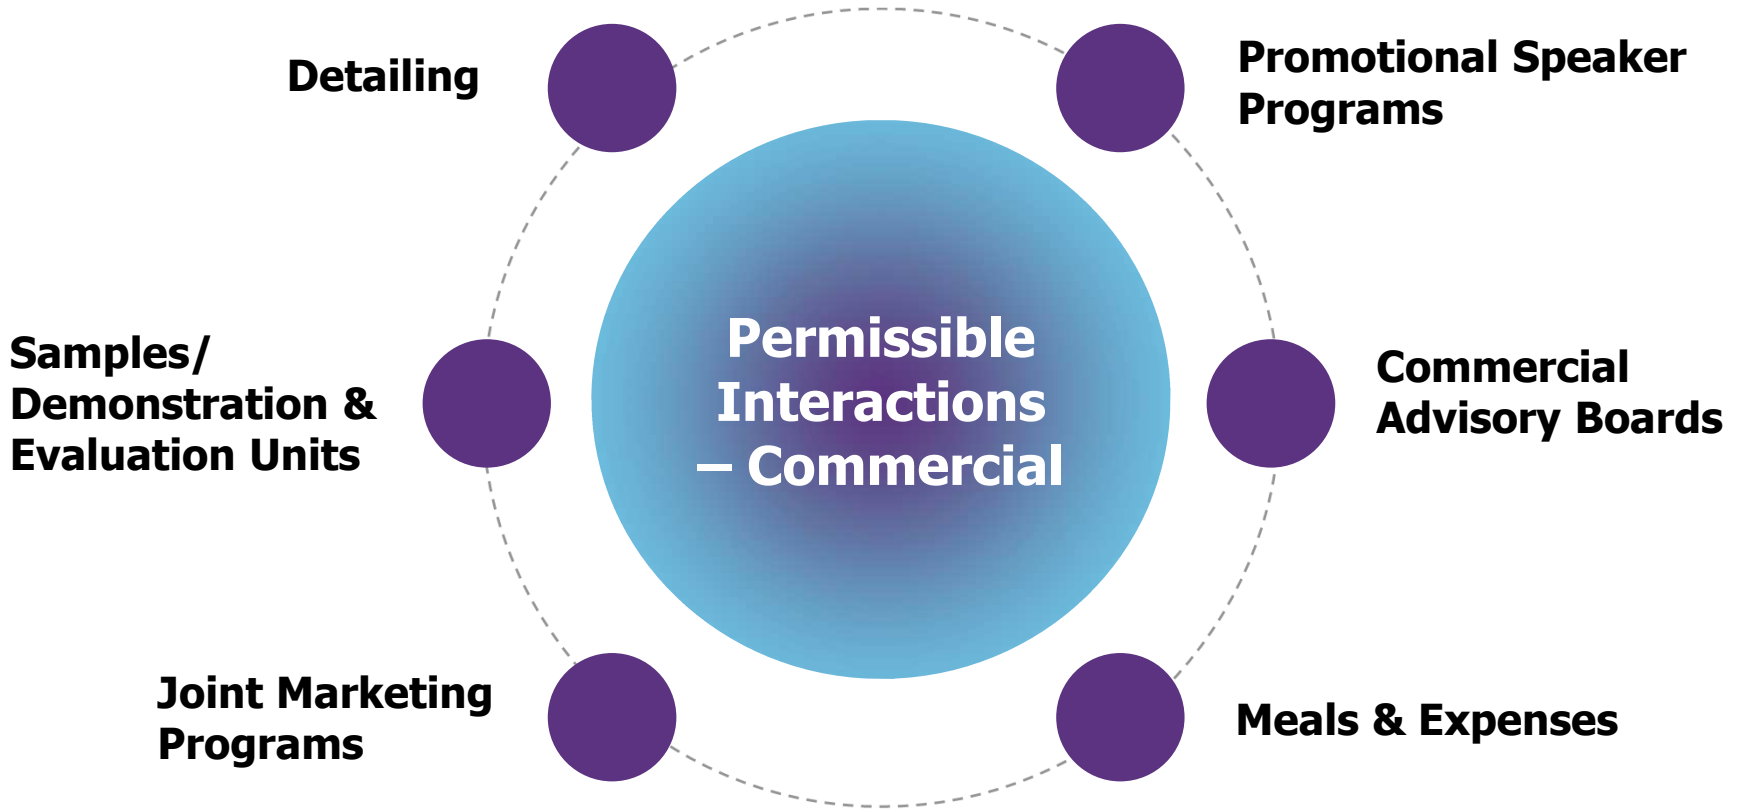 Detailing
Promotional Speaker
Programs
Samples/
Demonstration &
Evaluation Units
Permissible
Interactions
– Commercial
Commercial
Advisory Boards
Joint Marketing
Programs
Meals & Expenses